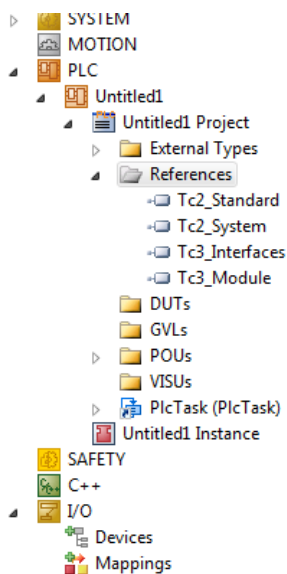 SYSTEM
MOTION
PLC
Untitled1
Untitled1 Project
External Types
References
Tc2_Standard
Tc2_System
Tc3_Interfaces
Tc3_Module
DUTs
GVLs
POUs
VISUs
PlcTask (PlcTask)
Untitled1 Instance
SAFETY
C++
I/O
Devices
Mappings